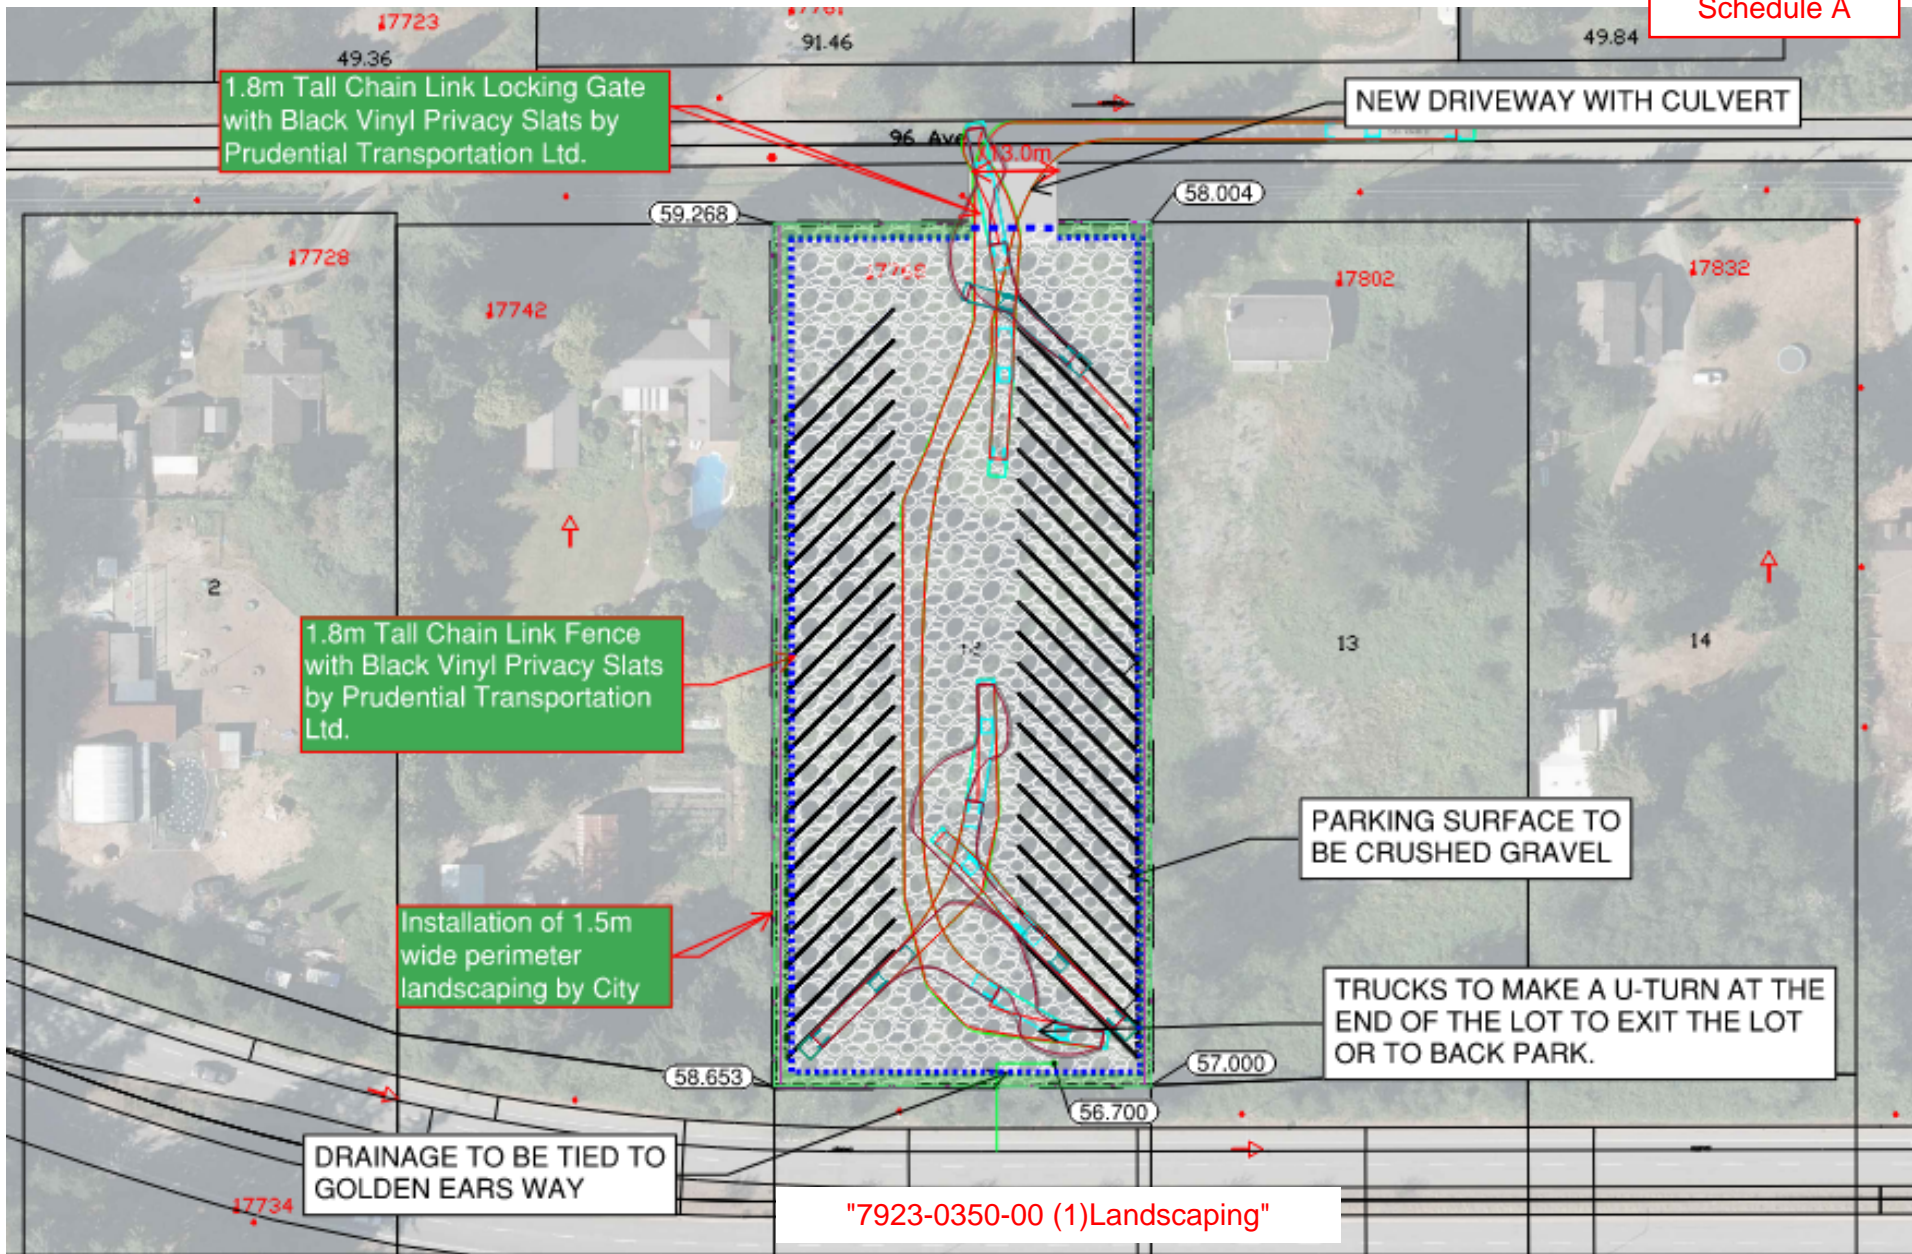 Schedule A
17723
49.36
91.46
49.84
1.8m Tall Chain Link Locking Gate
with Black Vinyl Privacy Slats by
Prudential Transportation Ltd.
NEW DRIVEWAY WITH CULVERT
96 Ave
13.0m
59.268
58.004
17728
17742
17802
17832
2
13
14
1.8m Tall Chain Link Fence
with Black Vinyl Privacy Slats
by Prudential Transportation
Ltd.
PARKING SURFACE TO
BE CRUSHED GRAVEL
Installation of 1.5m
wide perimeter
landscaping by City
TRUCKS TO MAKE A U-TURN AT THE
END OF THE LOT TO EXIT THE LOT
OR TO BACK PARK.
58.653
57.000
56.700
DRAINAGE TO BE TIED TO
GOLDEN EARS WAY
17734
"7923-0350-00 (1)Landscaping"